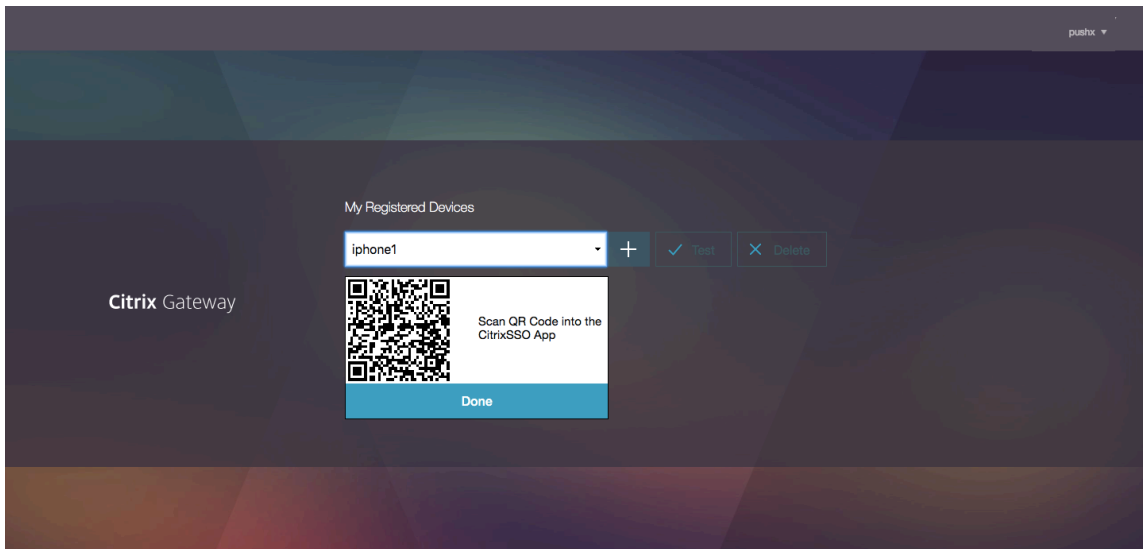 pushx
My Registered Devices
iphone1
Test
Delete
Citrix Gateway
Scan QR Code into the
CitrixSSO App
Done